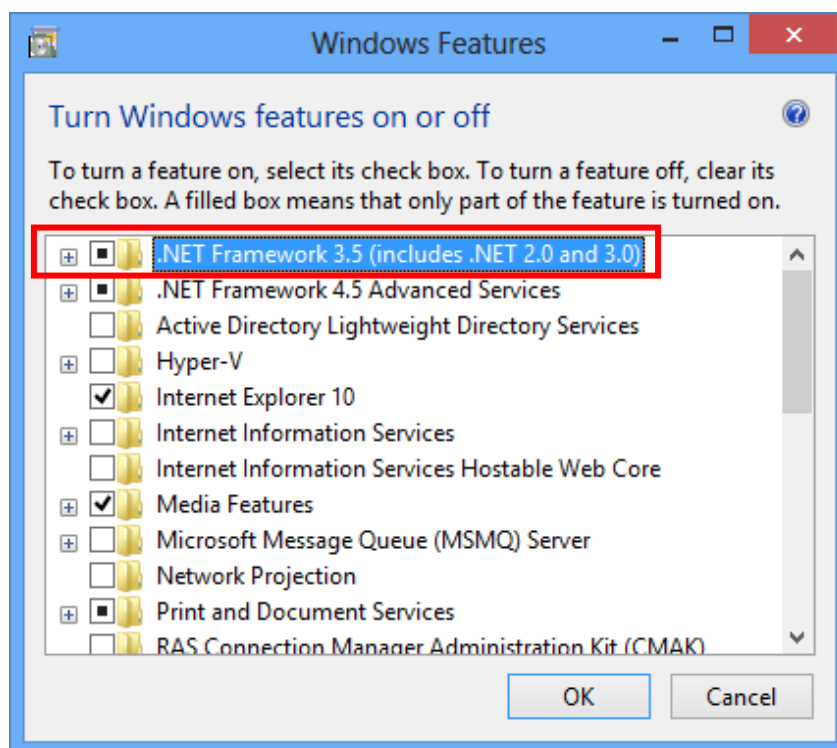 Windows Features
Turn Windows features on or off
To turn a feature on, select its check box. To turn a feature off, clear its
check box. A filled box means that only part of the feature is turned on.
.NET Framework 3.5 (includes .NET 2.0 and 3.0)
.NET Framework 4.5 Advanced Services
Active Directory Lightweight Directory Services
Hyper-V
Internet Explorer 10
Internet Information Services
Internet Information Services Hostable Web Core
Media Features
Microsoft Message Queue (MSMQ) Server
Network Projection
Print and Document Services
RAS Connection Manager Administration Kit (CMAK)
OK Cancel